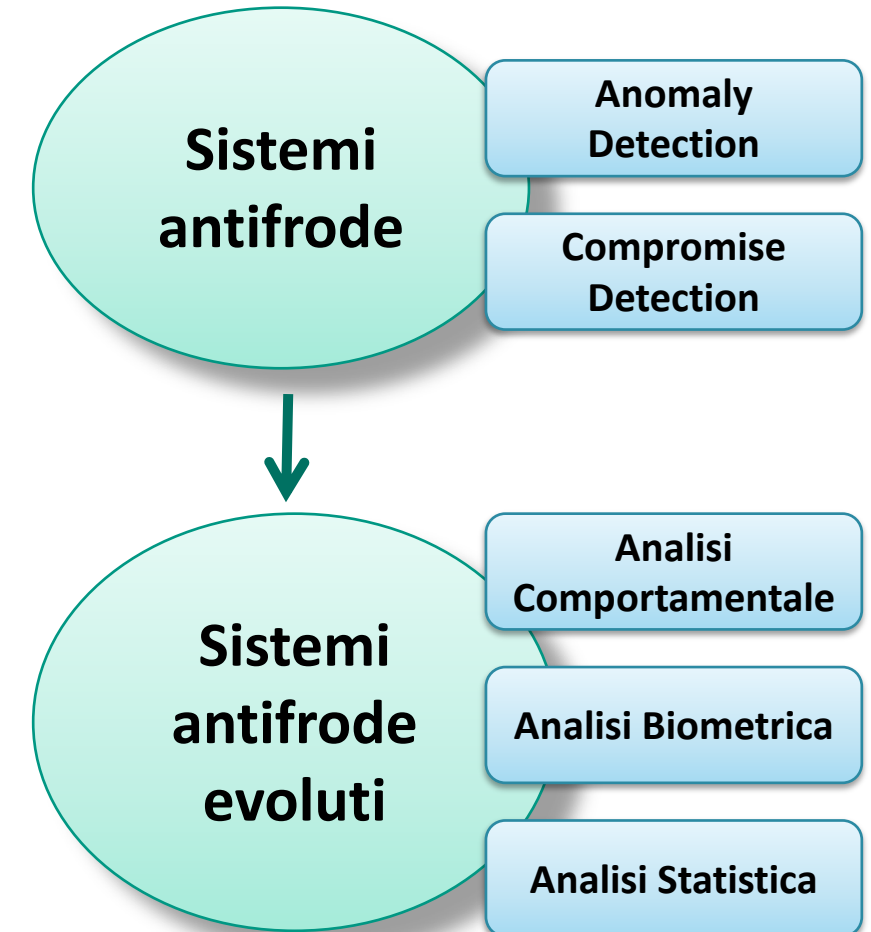 Sistemi
antifrode
Anomaly
Detection
Compromise
Detection
Sistemi
antifrode
evoluti
Analisi
Comportamentale
Analisi Biometrica
Analisi Statistica